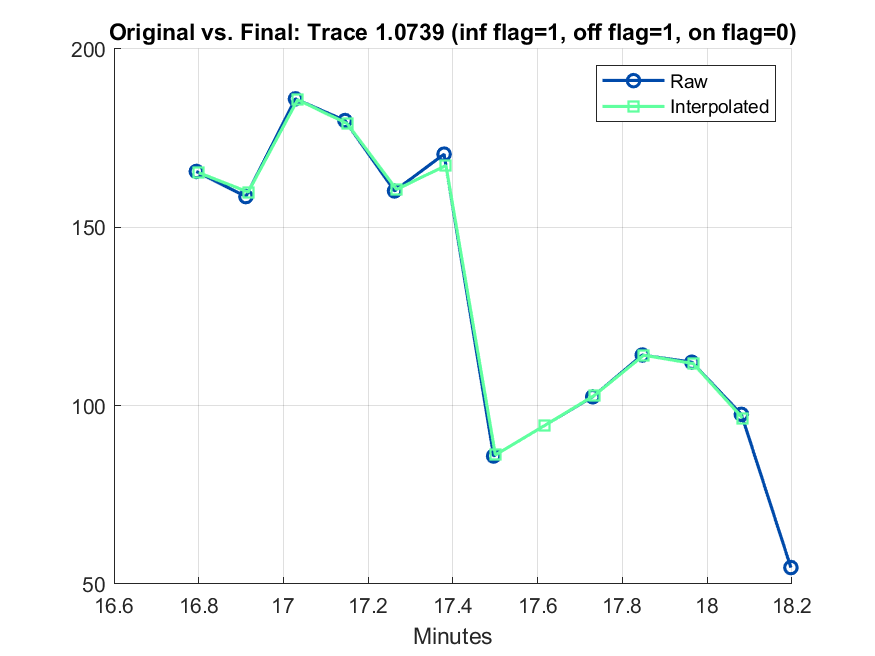 Original vs. Final: Trace 1.0739 (inf flag=1, off flag=1, on flag=0)
200
150
100
50
Raw
Interpolated
16.6 16.8 17 17.2 17.4 17.6 17.8 18 18.2
Minutes